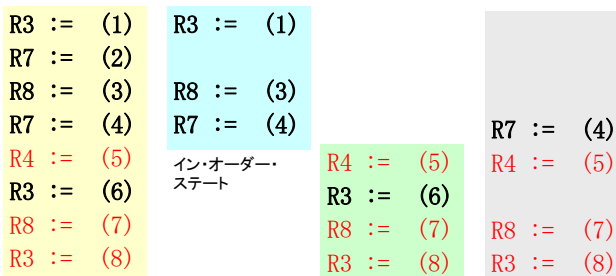 R3 := (1)
R7 := (2)
R8 := (3)
R7 := (4)
R4 := (5)
R3 := (6)
R8 := (7)
R3 := (8)
R3 := (1)
R8 := (3)
R7 := (4)
イン・オーダー・
ステート
R4 := (5)
R3 := (6)
R8 := (7)
R3 := (8)
R7 := (4)
R4 := (5)
R8 := (7)
R3 := (8)